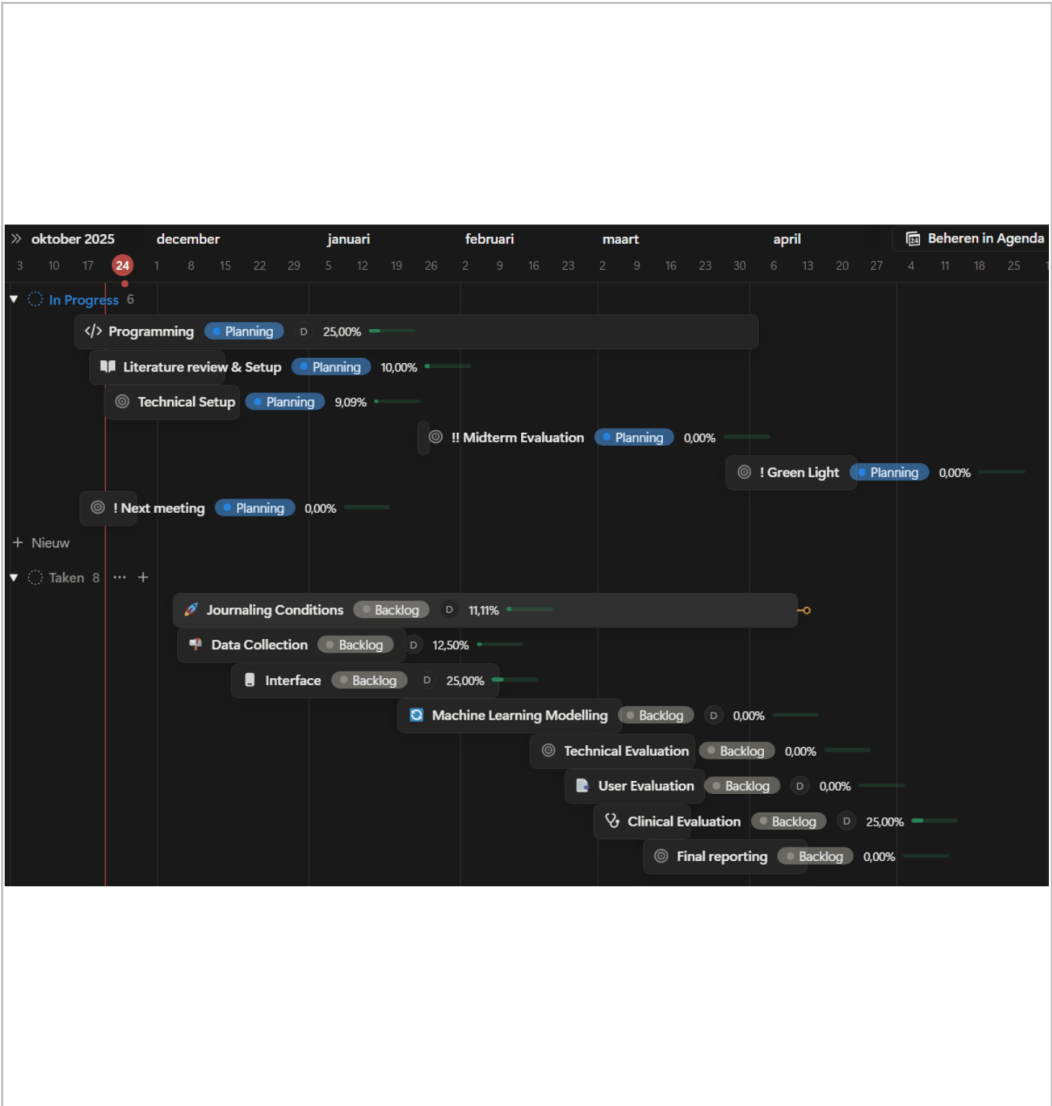 oktober 2025 december januari februari maart april Beheren in Agenda
3 10 17 24 1 8 15 22 29 5 12 19 26 2 9 16 23 2 9 16 23 30 6 13 20 27 4 11 18 25
In Progress 6
Programming Planning D 25,00%
Literature review & Setup Planning 10,00%
Technical Setup Planning 9,09%
!! Midterm Evaluation Planning 0,00%
! Green Light Planning 0,00%
! Next meeting Planning 0,00%
+ Nieuw
Taken 8 ... +
Journaling Conditions Backlog D 11,11%
Data Collection Backlog D 12,50%
Interface Backlog D 25,00%
Machine Learning Modelling Backlog D 0,00%
Technical Evaluation Backlog 0,00%
User Evaluation Backlog D 0,00%
Clinical Evaluation Backlog D 25,00%
Final reporting Backlog 0,00%